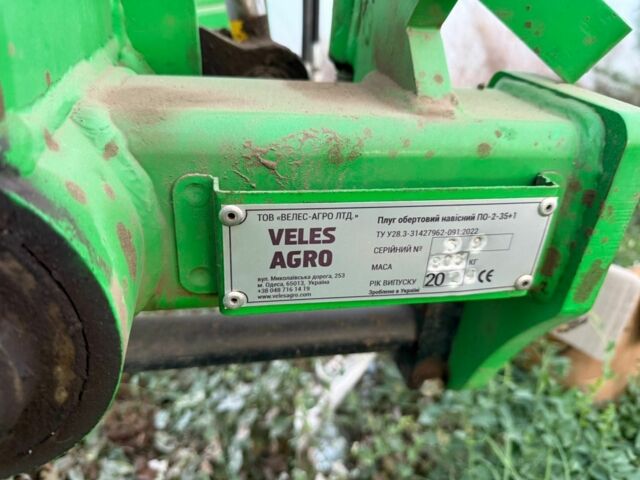 ТОВ «ВЕЛЕС-АГРО ЛТД.»
VELES
AGRO
вул. Миколаївська дорога, 253
м. Одеса, 65013, Україна
+38 048 716 14 19
www.velesagro.com
Плуг обертовий навісний ПО-2-35+1
ТУ У28.3-31427962-091:2022
СЕРІЙНИЙ №
МАСА КГ
РІК ВИПУСКУ 20 CE
Зроблено в Україні